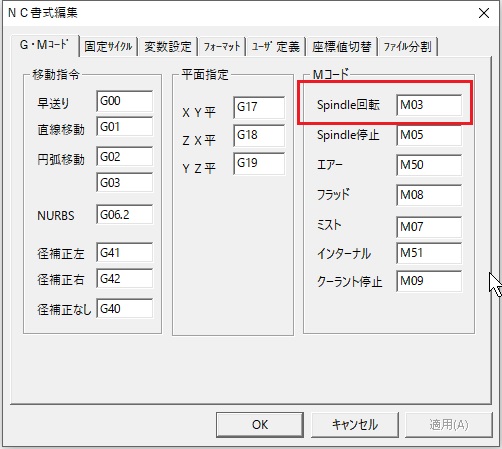 NC書式編集
G・Mｺｰﾄﾞ 固定ｻｲｸﾙ 変数設定 ﾌｫｰﾏｯﾄ ﾕｰｻﾞ定義 座標値切替 ﾌｧｲﾙ分割
移動指令
早送り G00
直線移動 G01
円弧移動 G02
G03
NURBS G06.2
径補正左 G41
径補正右 G42
径補正なし G40
平面指定
ＸＹ平 G17
ＺＸ平 G18
ＹＺ平 G19
Mコード
Spindle回転 M03
Spindle停止 M05
エアー M50
フラッド M08
ミスト M07
インターナル M51
クーラント停止 M09
OK キャンセル 適用(A)